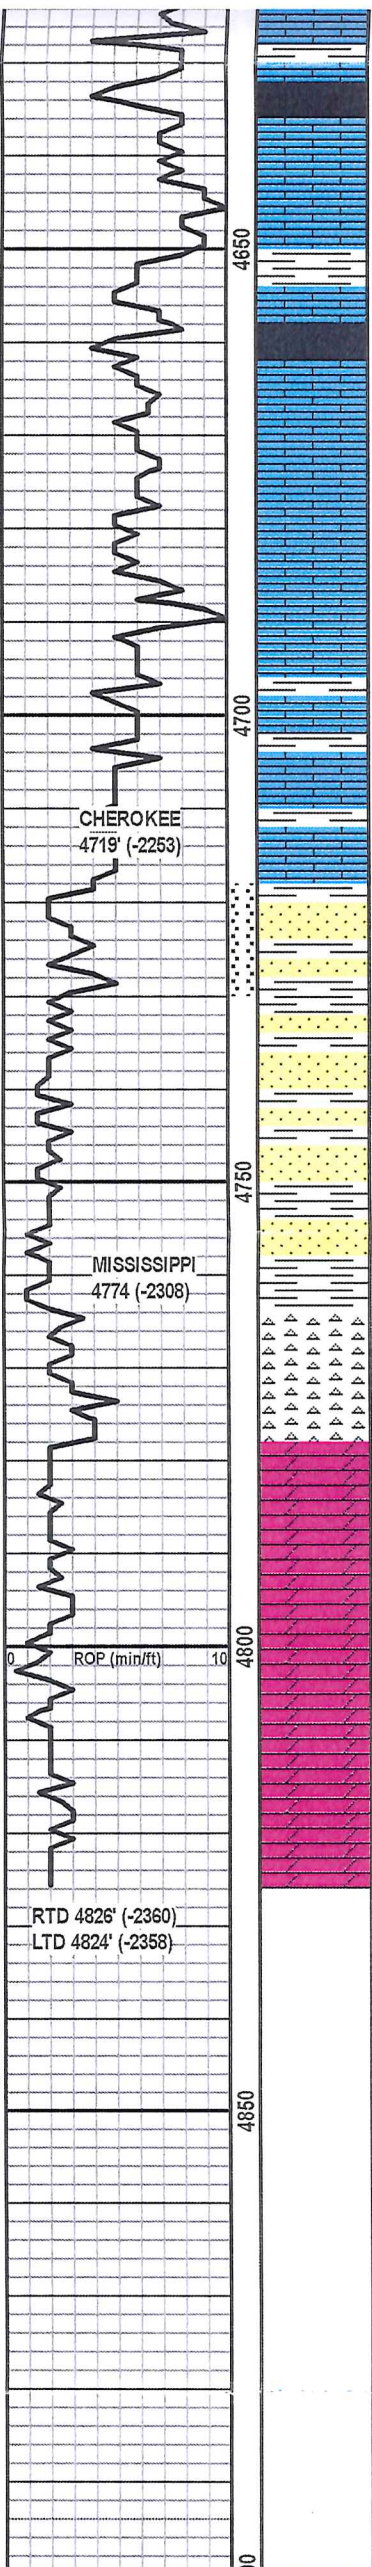 4650
4700
CHEROKEE
4719' (-2253)
4750
MISSISSIPPI
4774 (-2308)
4800
0 ROP (min/ft) 10
RTD 4826' (-2360)
LTD 4824' (-2358)
4850